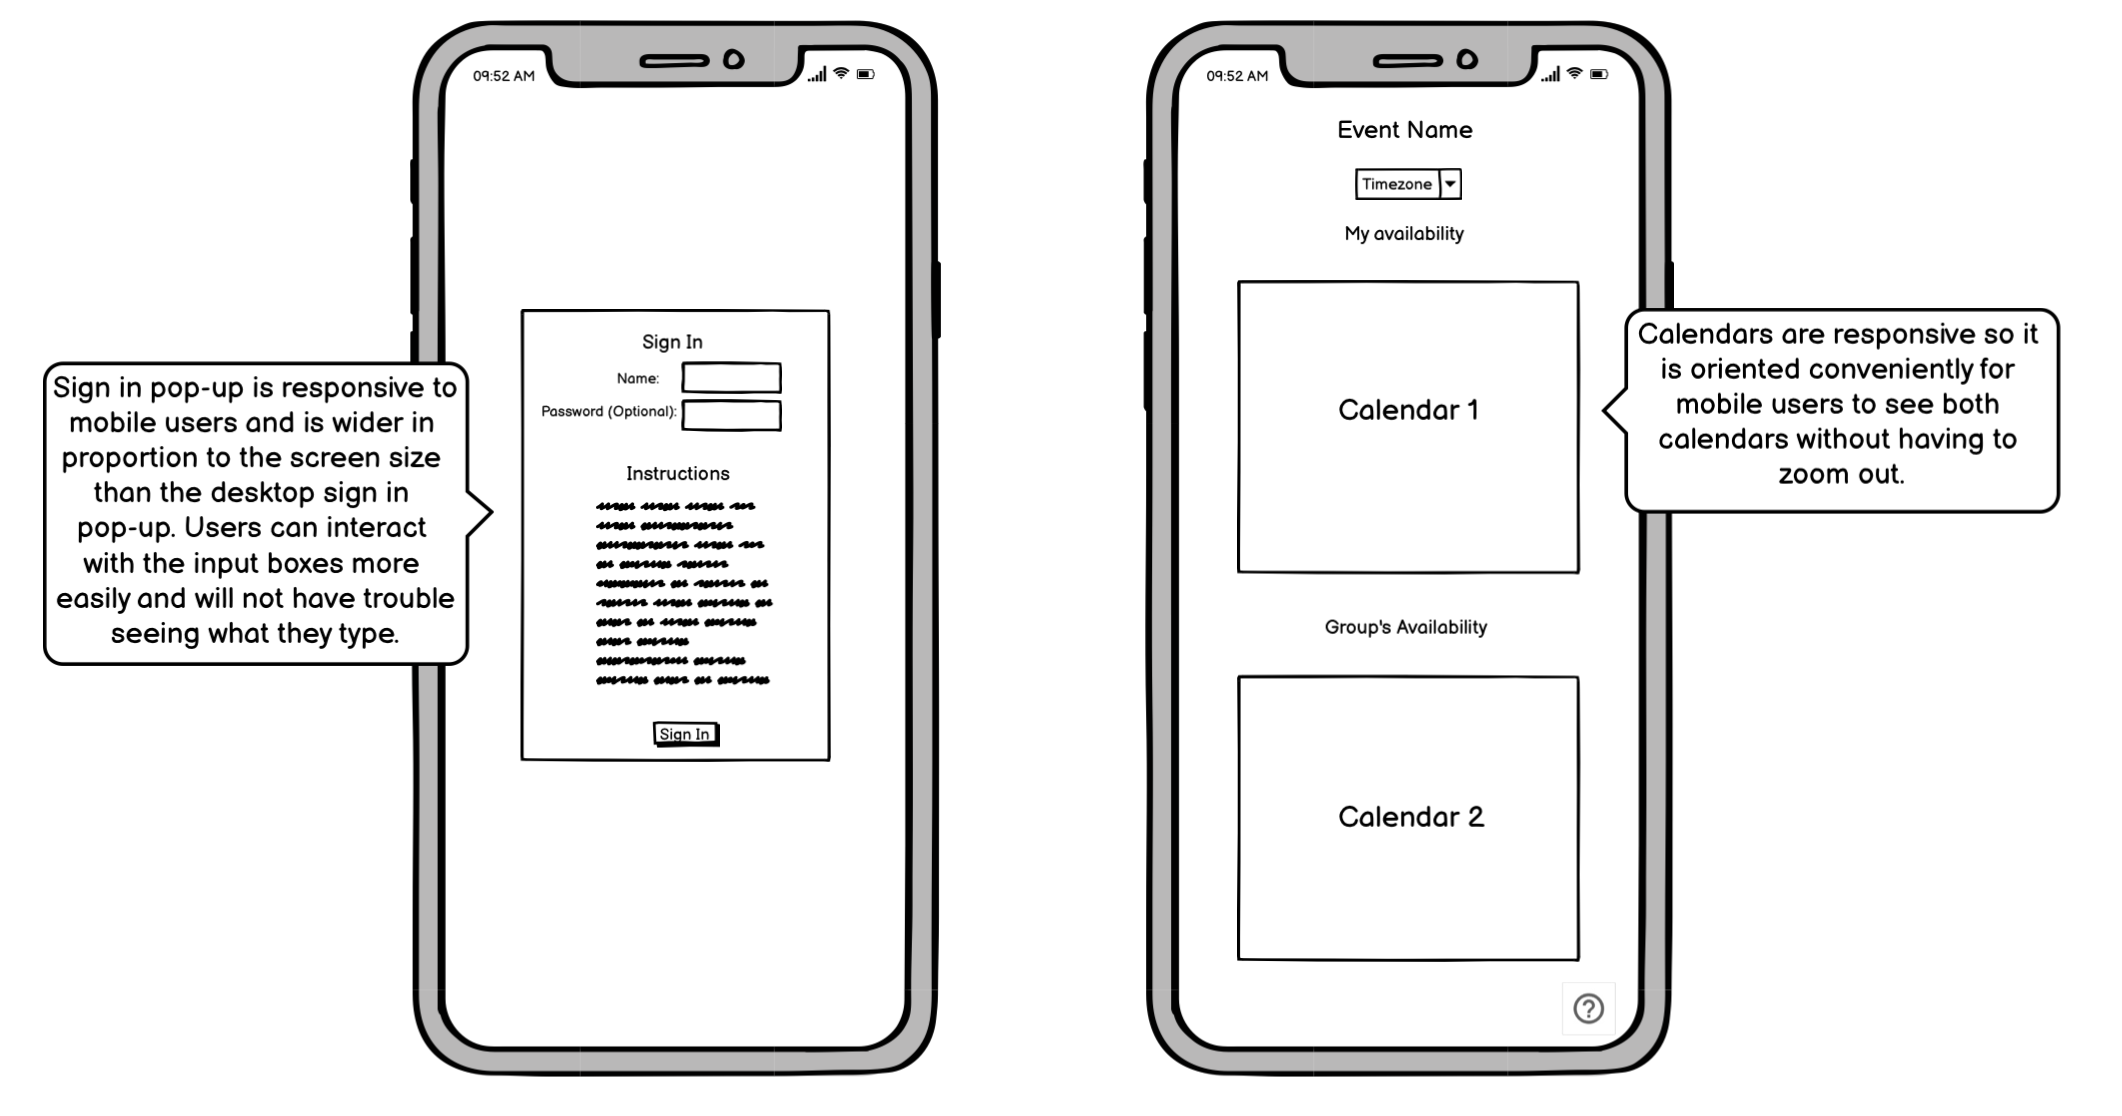 09:52 AM
Sign In
Name:
Password (Optional):
Instructions
Sign In
Sign in pop-up is responsive to
mobile users and is wider in
proportion to the screen size
than the desktop sign in
pop-up. Users can interact
with the input boxes more
easily and will not have trouble
seeing what they type.
09:52 AM
Event Name
Timezone
My availability
Calendar 1
Group's Availability
Calendar 2
?
Calendars are responsive so it
is oriented conveniently for
mobile users to see both
calendars without having to
zoom out.